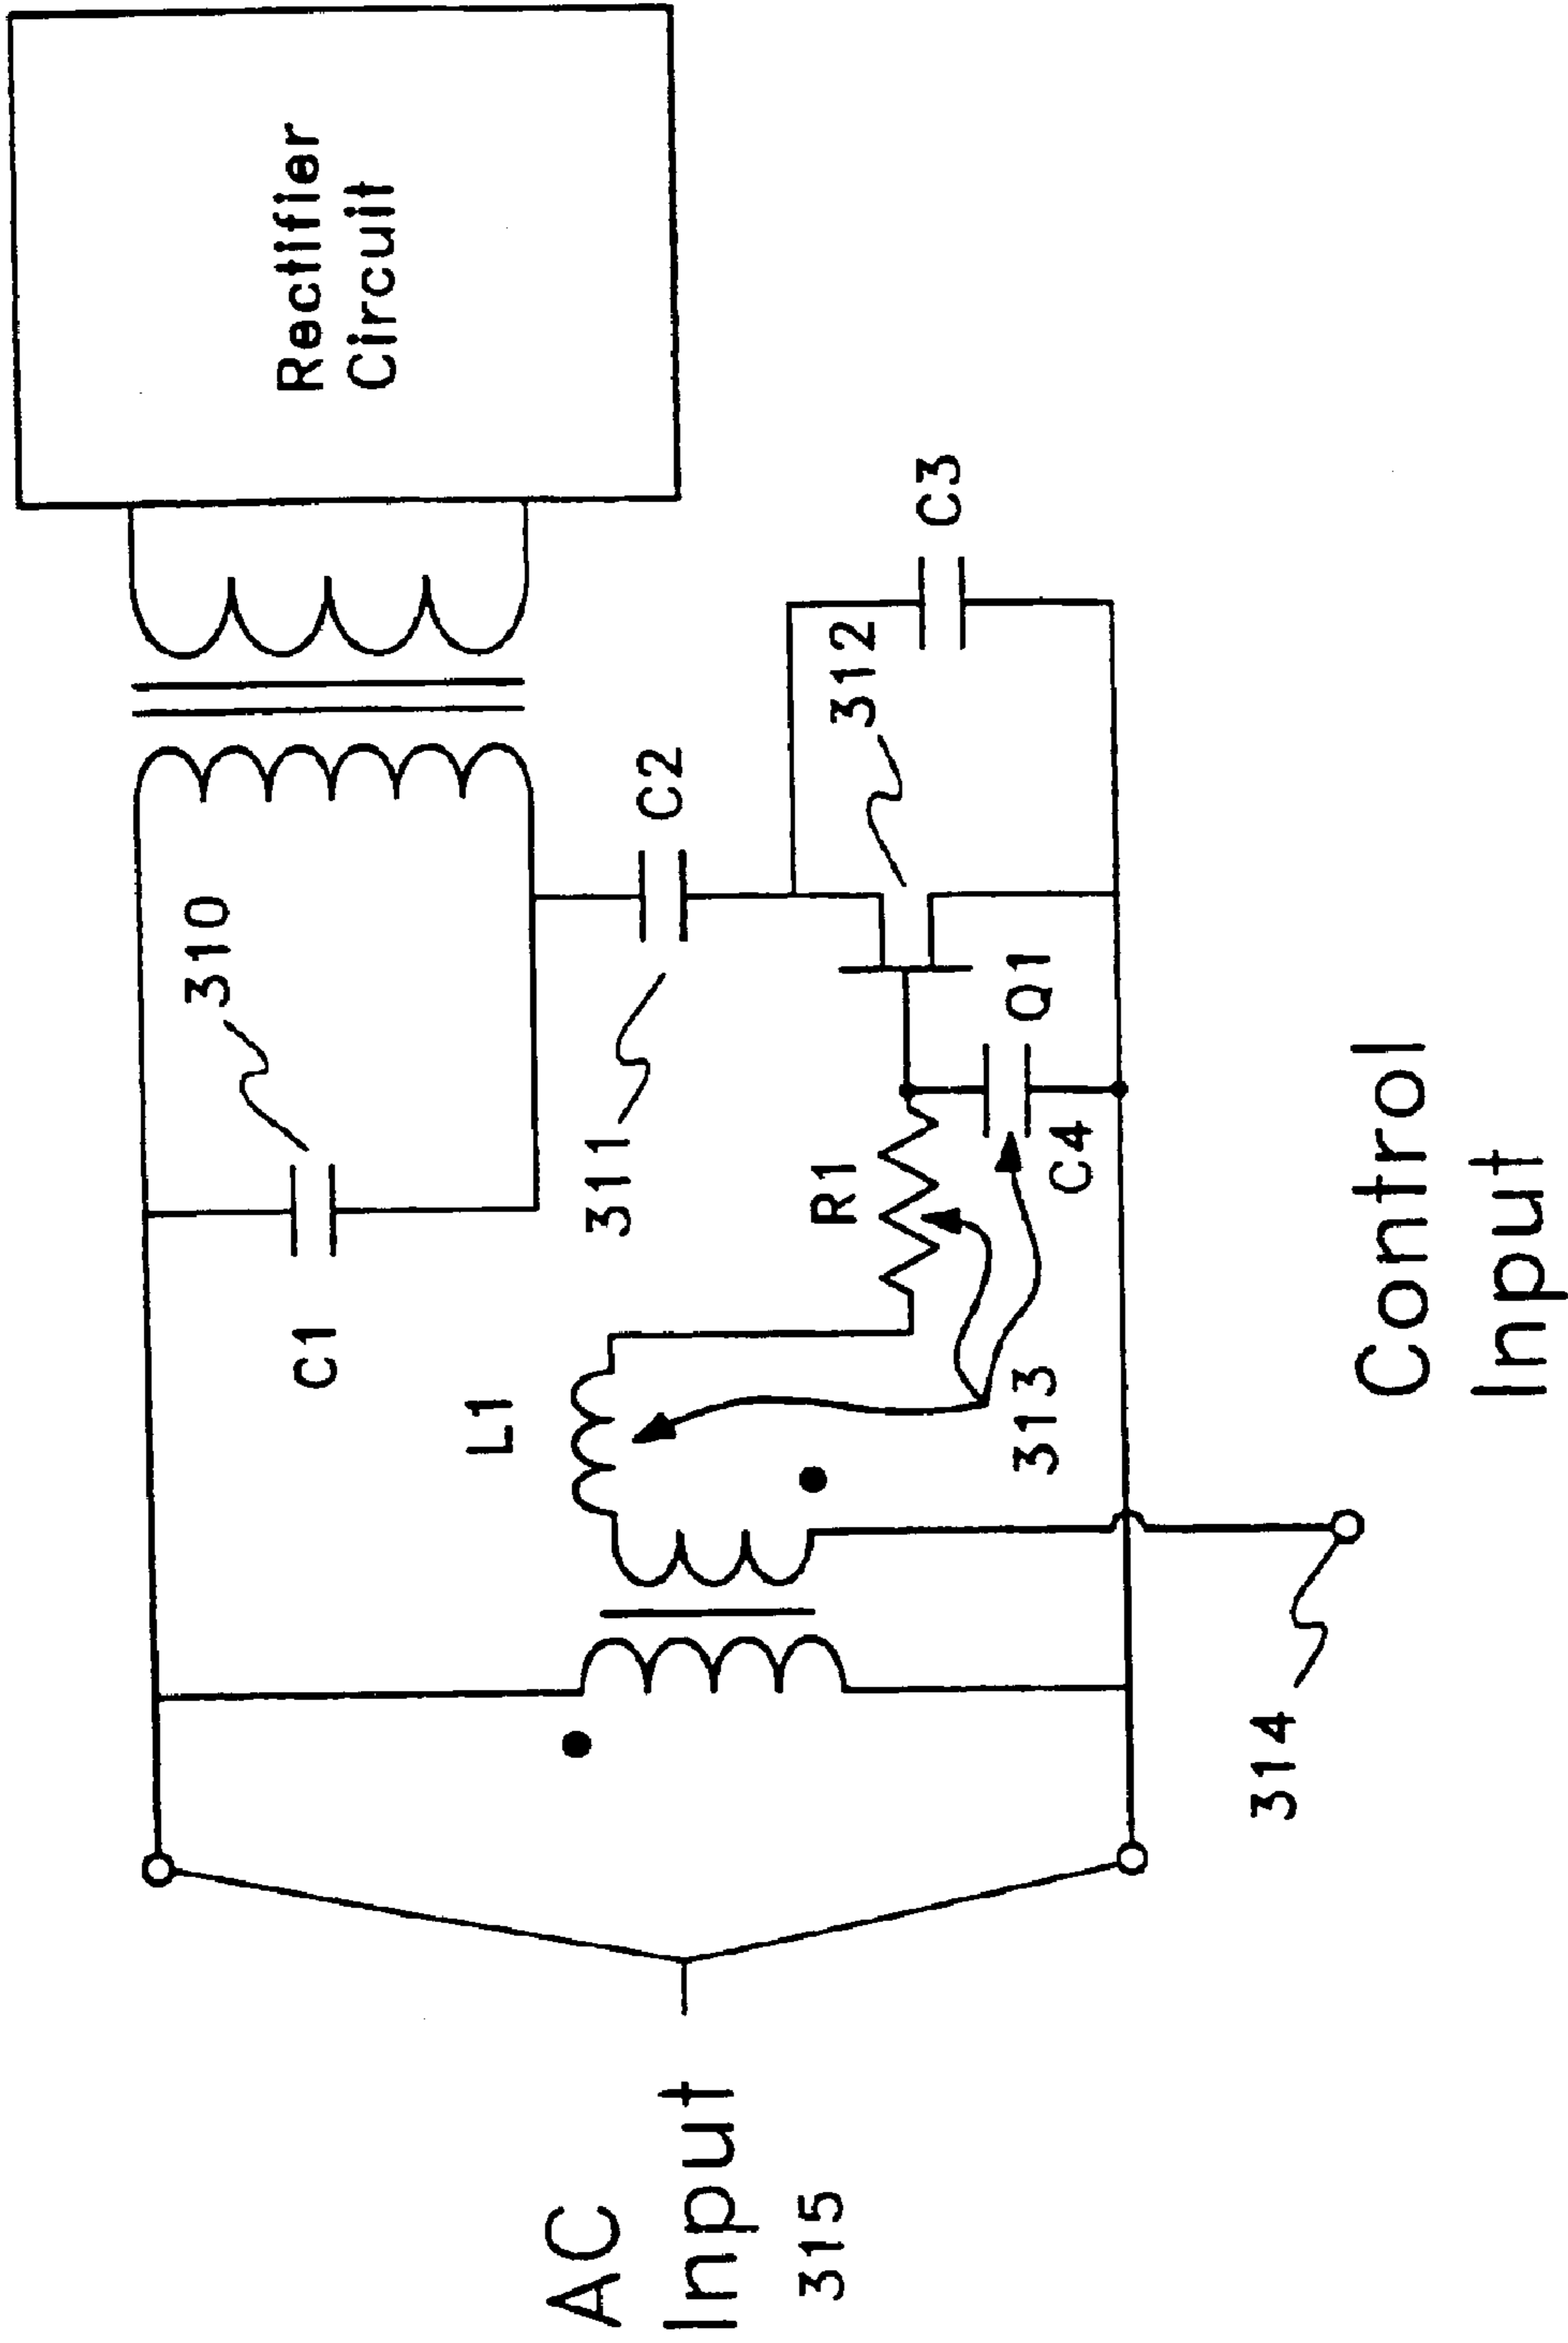 Rectifier
Circuit
310
C1
C2
311
C3
312
L1
R1
Q1
C4
313
314
AC
Input
315
Control
Input